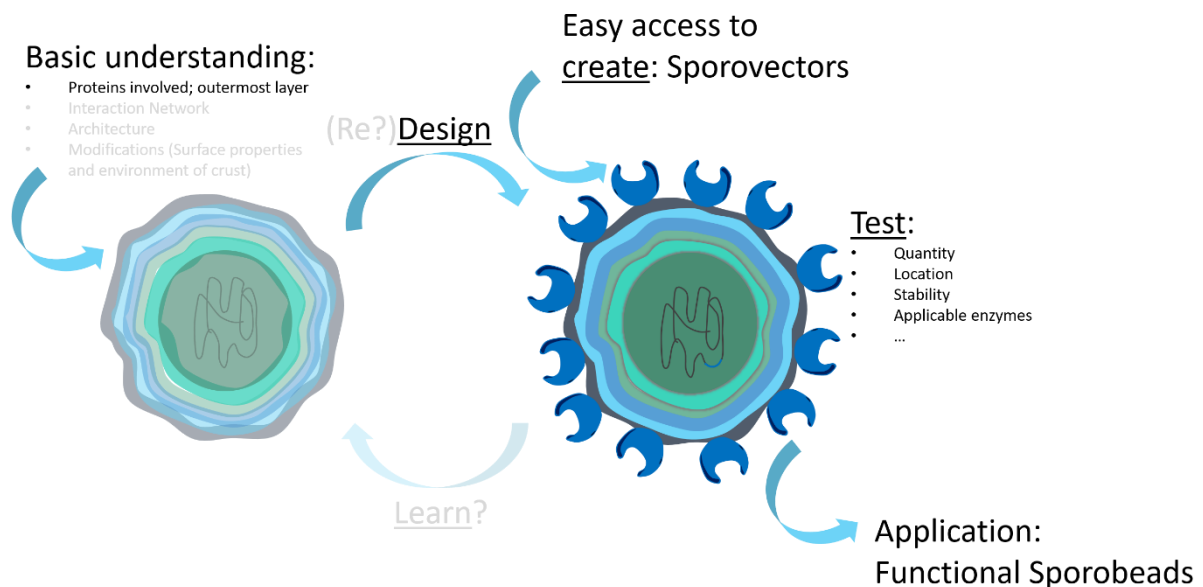 Basic understanding:
• Proteins involved; outermost layer
• Interaction Network
• Architecture
• Modifications (Surface properties
and environment of crust)
(Re?)Design
Easy access to
create: Sporovectors
Test:
• Quantity
• Location
• Stability
• Applicable enzymes
• ...
Learn?
Application:
Functional Sporobeads